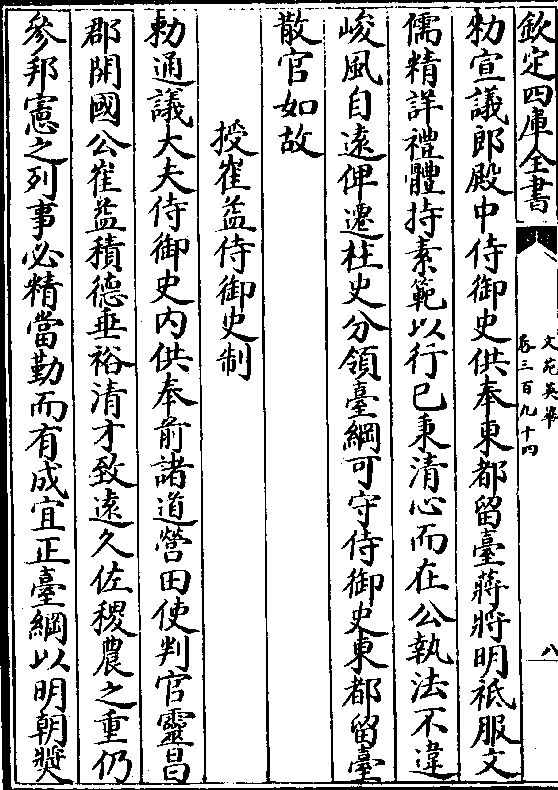 欽定四庫全書
文苑英華
卷三百九十四
八
勑宣議郎殿中侍御史供奉東都留臺蔣將明祗服文
儒精詳禮體持素範以行已秉清心而在公執法不違
峻風自遠俾遷柱史分領臺綱可守侍御史東都留臺
散官如故
授崔益侍御史制
勅通議大夫侍御史内供奉前諸道營田使判官靈昌
郡開國公崔益積德垂裕清才致遠久佐稷農之重仍
參邦憲之列事必精當勤而有成宜正臺綱以明朝獎